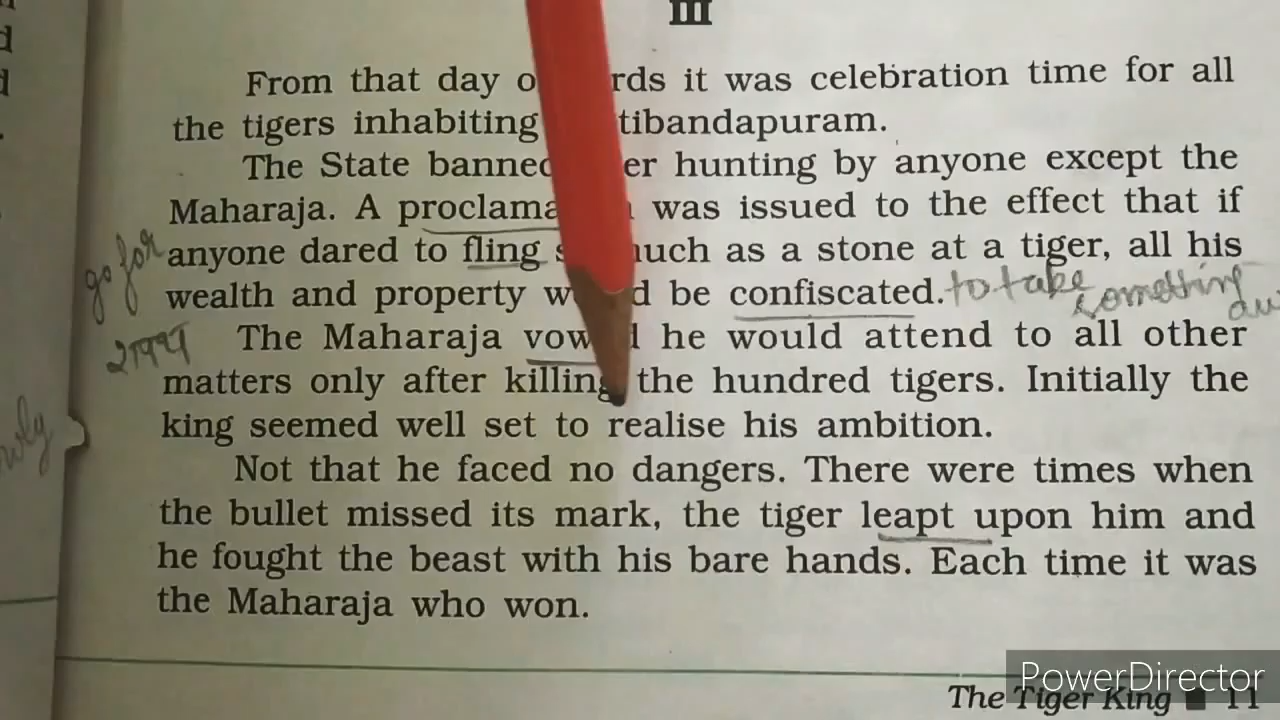 III
From that day o rds it was celebration time for all
the tigers inhabiting tibandapuram.
The State banned er hunting by anyone except the
Maharaja. A proclama was issued to the effect that if
go for
anyone dared to fling s much as a stone at a tiger, all his
wealth and property w d be confiscated. to take something
The Maharaja vow d he would attend to all other
matters only after killing the hundred tigers. Initially the
king seemed well set to realise his ambition.
Not that he faced no dangers. There were times when
the bullet missed its mark, the tiger leapt upon him and
he fought the beast with his bare hands. Each time it was
the Maharaja who won.
The Tiger King ■ 11
PowerDirector